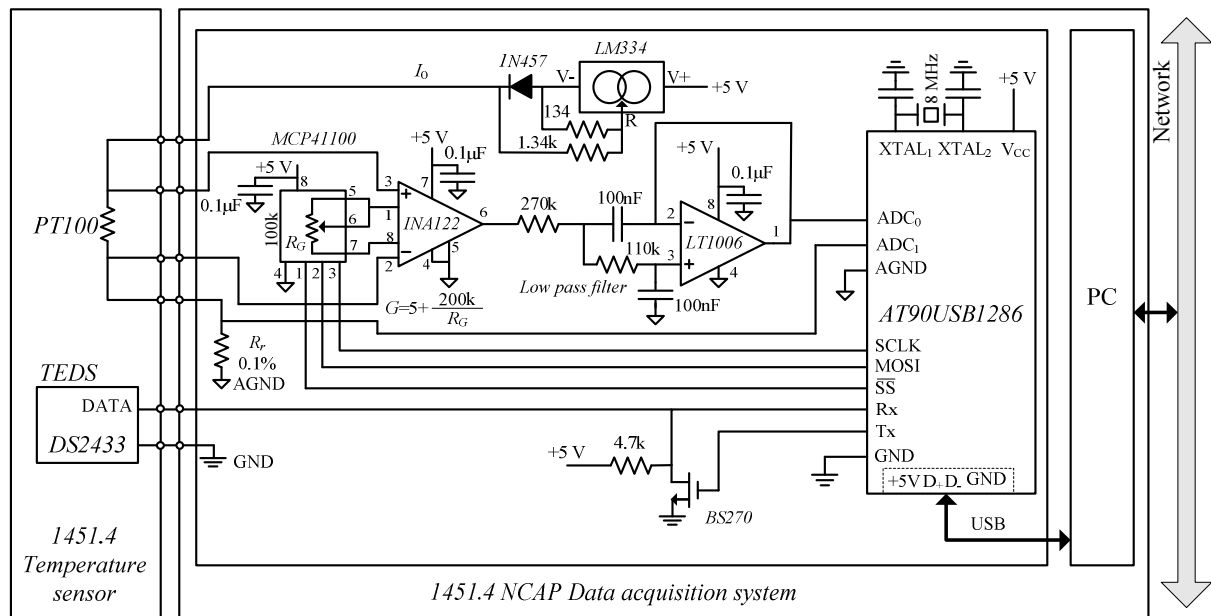 LM334
1N457
8 MHz
I0
V-
V+
+5 V
+5 V
134
R
1.34k
MCP41100
+5 V
0.1µF
+5 V
0.1µF
XTAL1
XTAL2
VCC
+5 V
8
0.1µF
3
7
100nF
8
PT100
100k
RG
5
6
7
1
8
2
+
−
INA122
6
270k
2
−
LT1006
1
ADC0
110k
3
+
ADC1
4
1
2
3
4
5
4
AGND
Low pass filter
100nF
G=5+ 200k
RG
AT90USB1286
PC
Network
Rr
0.1%
AGND
SCLK
MOSI
SS
TEDS
DATA
DS2433
Rx
Tx
GND
+5 V
4.7k
GND
BS270
+5V D+ D- GND
USB
1451.4
Temperature
sensor
1451.4 NCAP Data acquisition system